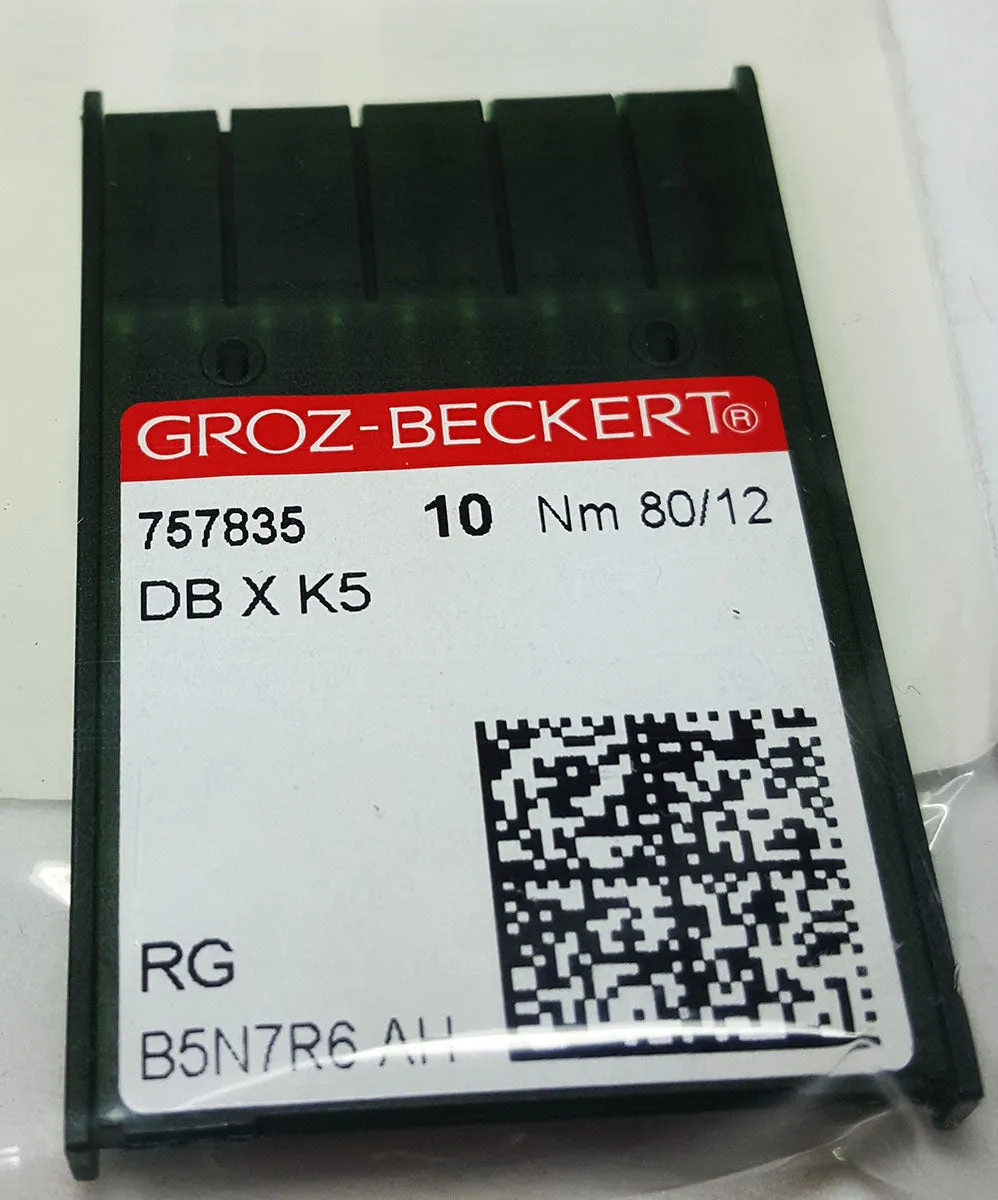 GROZ-BECKERT®
757835 10 Nm 80/12
DB X K5
RG
B5N7R6 AH